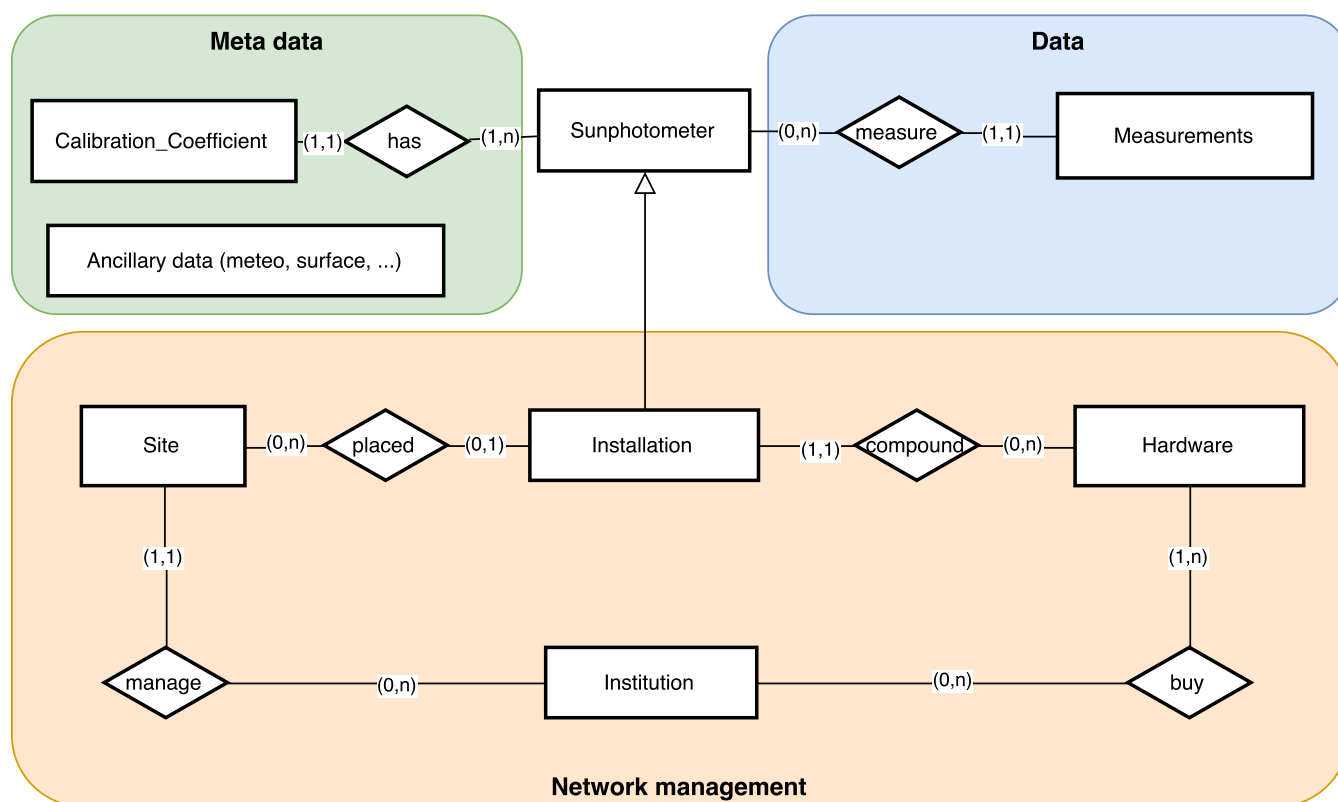 Meta data
Data
Calibration_Coefficient
(1,1)
has
(1,n)
Sunphotometer
(0,n)
measure
(1,1)
Measurements
Ancillary data (meteo, surface, ...)
Site
(0,n)
placed
(0,1)
Installation
(1,1)
compound
(0,n)
Hardware
(1,1)
(1,n)
manage
(0,n)
Institution
(0,n)
buy
Network management